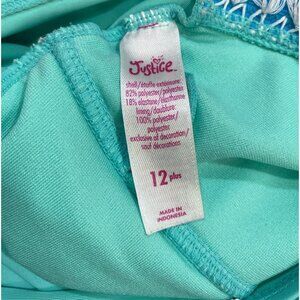 Justice
shell/étoffe extérieure:
82% polyester/polyester
18% elastane/élasthanne
lining/doublure:
100% polyester/
polyester
exclusive of decoration/
sauf décorations
12 plus
MADE IN
INDONESIA